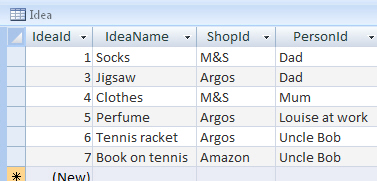 Idea
IdeaId IdeaName ShopId PersonId
1 Socks M&S Dad
3 Jigsaw Argos Dad
4 Clothes M&S Mum
5 Perfume Argos Louise at work
6 Tennis racket Argos Uncle Bob
7 Book on tennis Amazon Uncle Bob
(New)